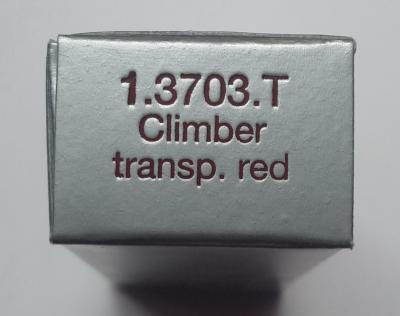 1.3703.T
Climber
transp. red